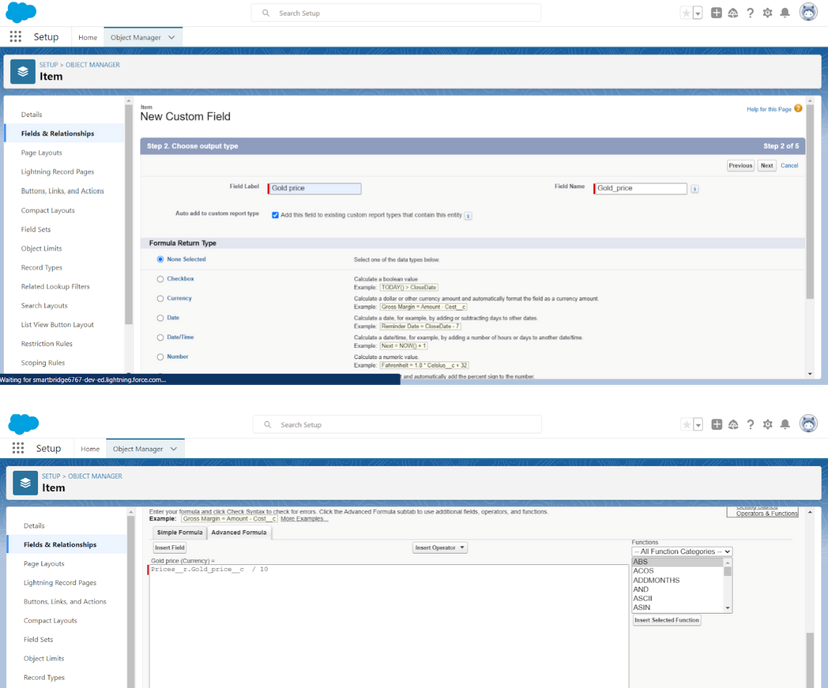 Search Setup
Setup
Home
Object Manager
SETUP > OBJECT MANAGER
Item
Details
Fields & Relationships
Page Layouts
Lightning Record Pages
Buttons, Links, and Actions
Compact Layouts
Field Sets
Object Limits
Record Types
Related Lookup Filters
Search Layouts
List View Button Layout
Restriction Rules
Scoping Rules
Waiting for smartbridge6767-dev-ed.lightning.force.com...
Item
New Custom Field
Help for this Page
Step 2. Choose output type
Step 2 of 5
Previous Next Cancel
Field Label Gold price
Field Name Gold_price
Auto add to custom report type Add this field to existing custom report types that contain this entity
Formula Return Type
None Selected Select one of the data types below.
Checkbox Calculate a boolean value
Example: TODAY() > CloseDate
Currency Calculate a dollar or other currency amount and automatically format the field as a currency amount.
Example: Gross Margin = Amount - Cost__c
Date Calculate a date, for example, by adding or subtracting days to other dates.
Example: Reminder Date = CloseDate - 7
Date/Time Calculate a date/time, for example, by adding a number of hours or days to another date/time.
Example: Next = NOW() + 1
Number Calculate a numeric value.
Example: Fahrenheit = 1.8 * Celsius__c + 32
and automatically add the percent sign to the number.
Search Setup
Setup
Home
Object Manager
SETUP > OBJECT MANAGER
Item
Details
Fields & Relationships
Page Layouts
Lightning Record Pages
Buttons, Links, and Actions
Compact Layouts
Field Sets
Object Limits
Record Types
Enter your formula and click Check Syntax to check for errors. Click the Advanced Formula subtab to use additional fields, operators, and functions.
Example: Gross Margin = Amount - Cost__c More Examples...
Operators & Functions
Simple Formula Advanced Formula
Insert Field
Insert Operator
Gold price (Currency) =
Prices__r.Gold_price__c / 10
Functions
-- All Function Categories --
ABS
ACOS
ADDMONTHS
AND
ASCII
ASIN
Insert Selected Function